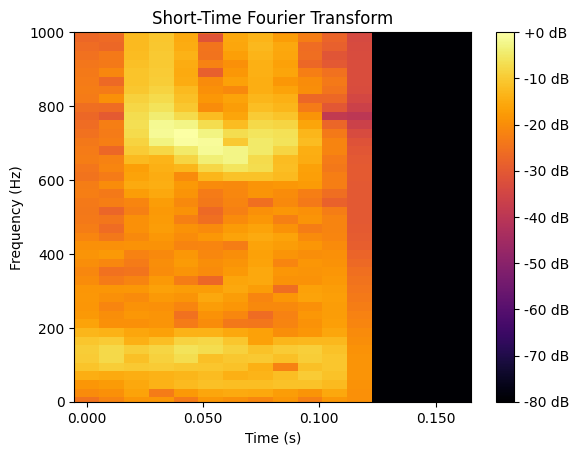 Short-Time Fourier Transform
1000
800
600
400
200
0
Frequency (Hz)
0.000
0.050
0.100
0.150
Time (s)
+0 dB
-10 dB
-20 dB
-30 dB
-40 dB
-50 dB
-60 dB
-70 dB
-80 dB